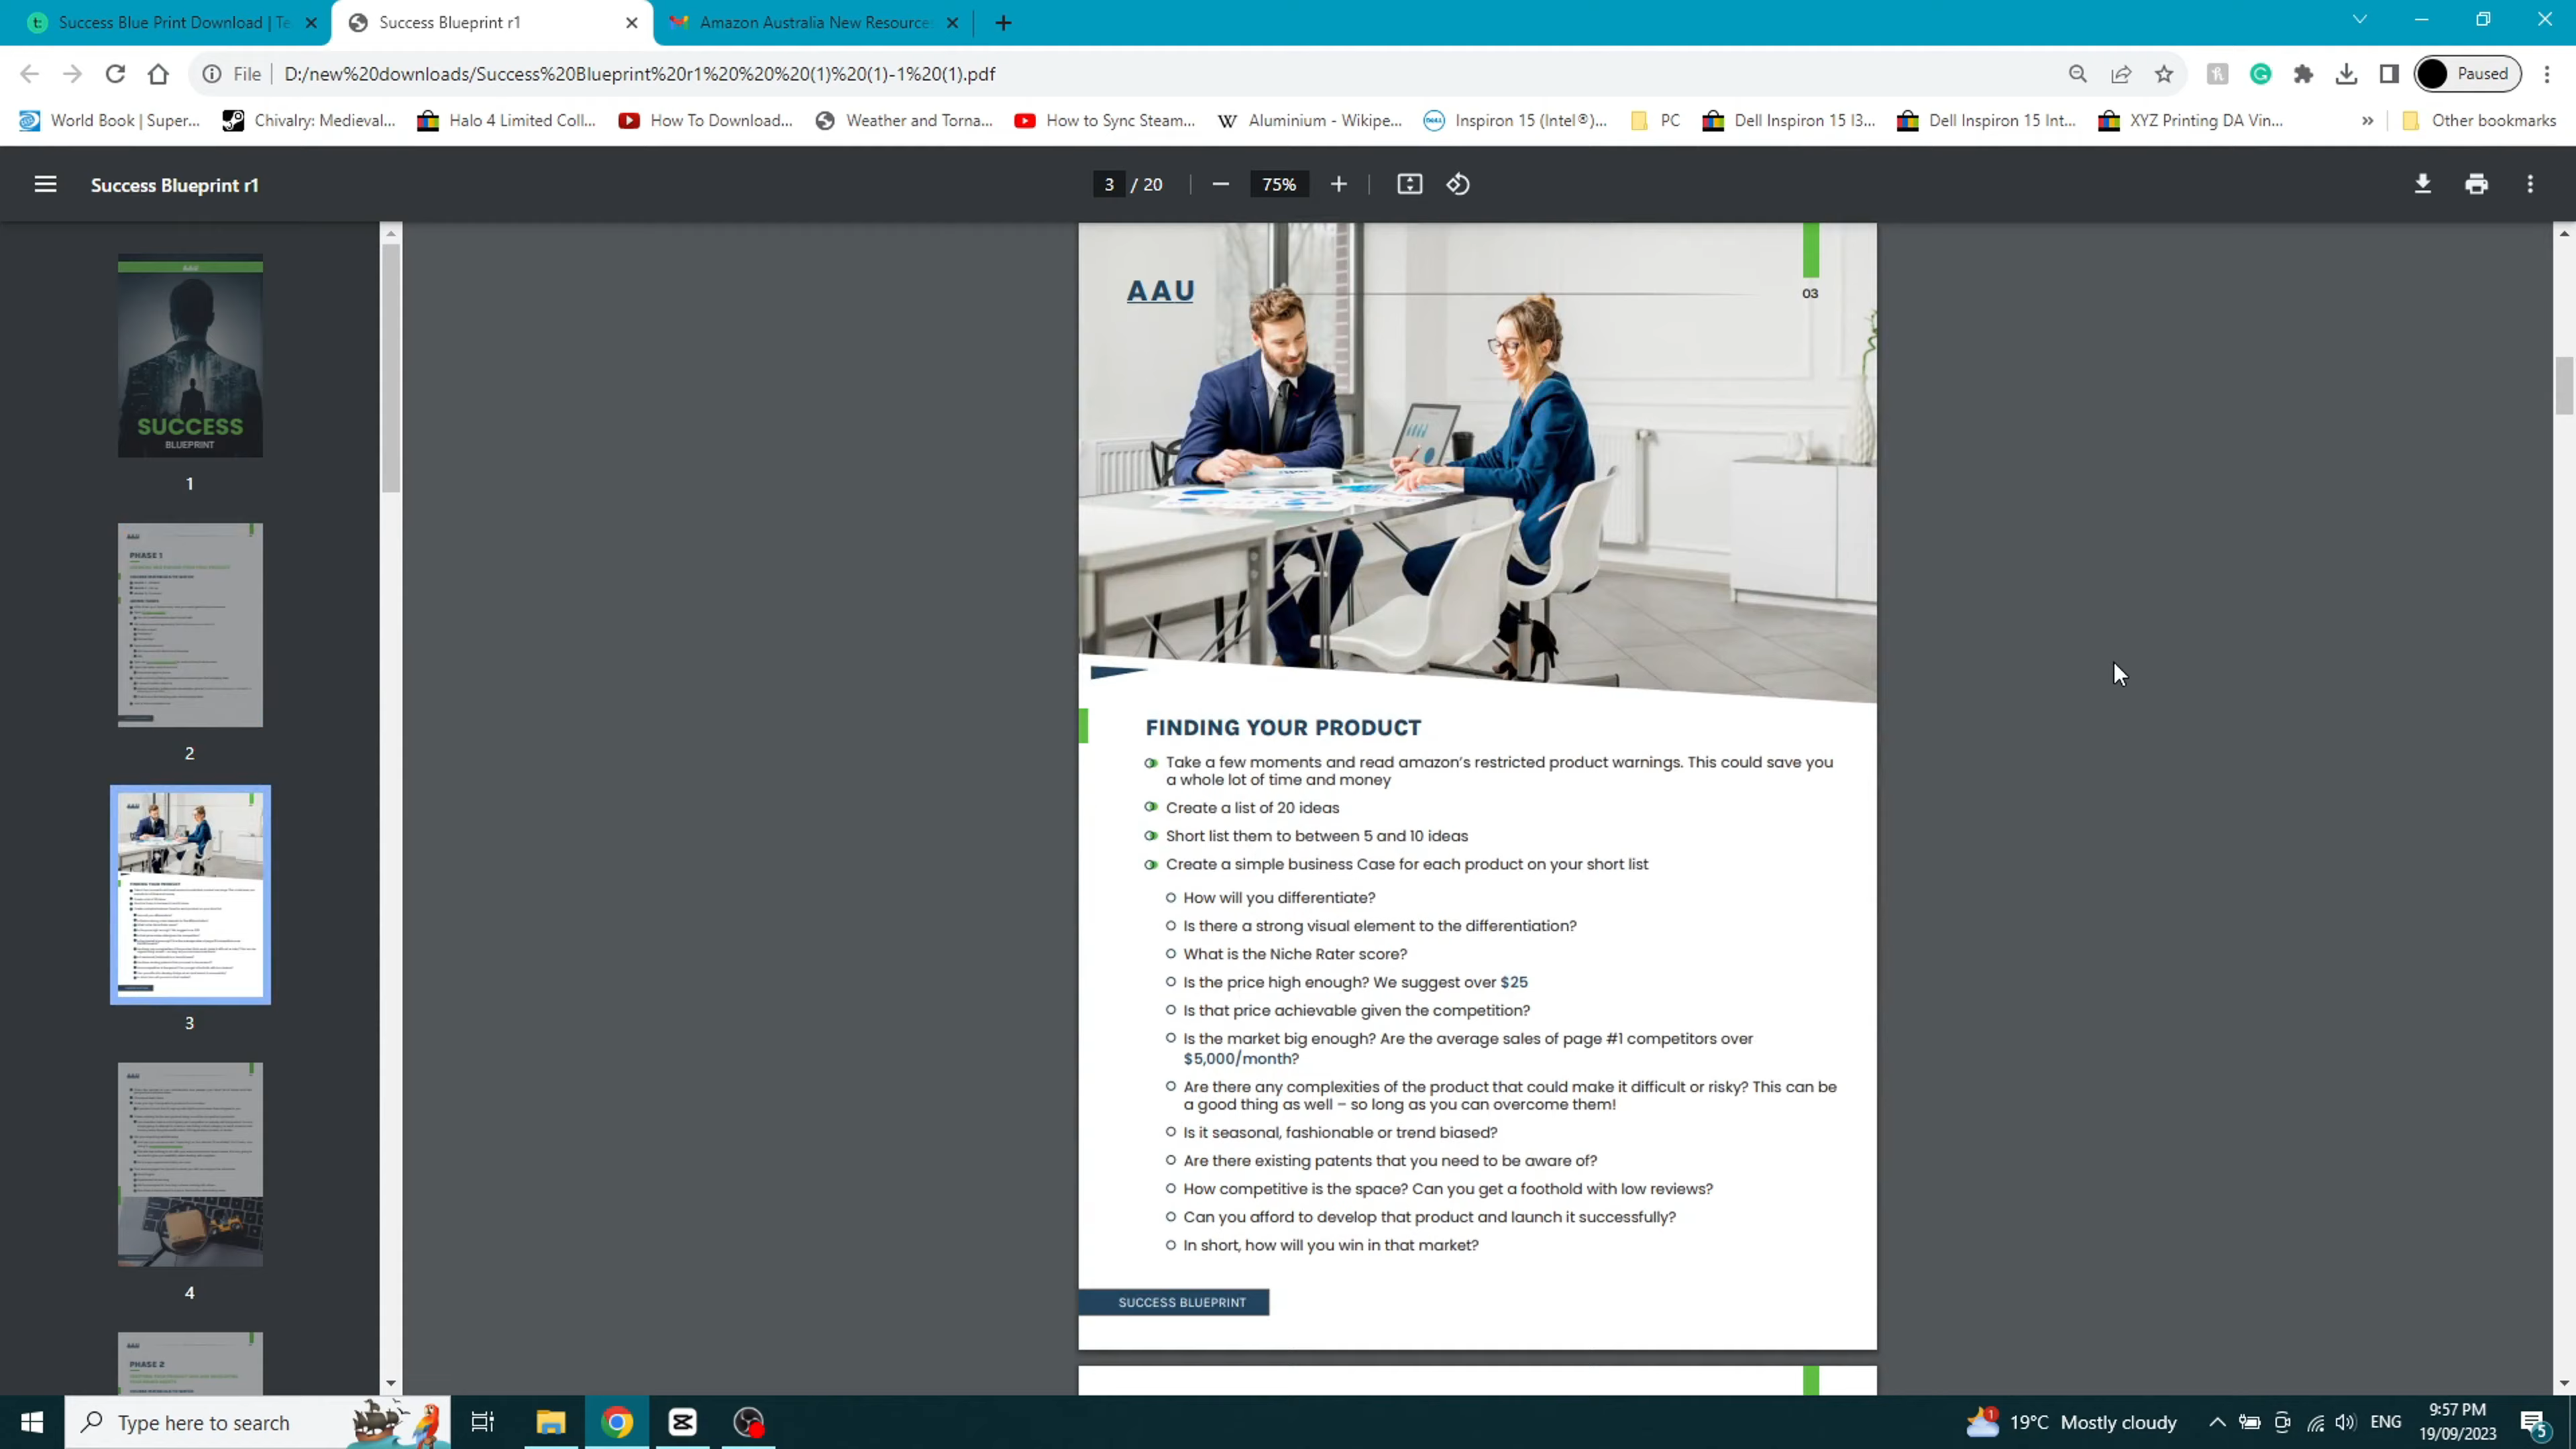 Success Blue Print Download | Te
Success Blueprint r1
Amazon Australia New Resource
File
D:/new%20downloads/Success%20Blueprint%20r1%20%20%20(1)%20(1)-1%20(1).pdf
Paused
World Book | Super...
Chivalry: Medieval...
Halo 4 Limited Coll...
How To Download...
Weather and Torna...
How to Sync Steam...
W Aluminium - Wikipe...
Inspiron 15 (Intel®)...
PC
Dell Inspiron 15 I3...
Dell Inspiron 15 Int...
XYZ Printing DA Vin...
»
Other bookmarks
Success Blueprint r1
3 / 20
75%
AAU
SUCCESS
BLUEPRINT
1
AAU
PHASE 1
2
AAU
FINDING YOUR PRODUCT
3
4
PHASE 2
AAU
03
FINDING YOUR PRODUCT
Take a few moments and read amazon's restricted product warnings. This could save you
a whole lot of time and money
Create a list of 20 ideas
Short list them to between 5 and 10 ideas
Create a simple business Case for each product on your short list
How will you differentiate?
Is there a strong visual element to the differentiation?
What is the Niche Rater score?
Is the price high enough? We suggest over $25
Is that price achievable given the competition?
Is the market big enough? Are the average sales of page #1 competitors over
$5,000/month?
Are there any complexities of the product that could make it difficult or risky? This can be
a good thing as well – so long as you can overcome them!
Is it seasonal, fashionable or trend biased?
Are there existing patents that you need to be aware of?
How competitive is the space? Can you get a foothold with low reviews?
Can you afford to develop that product and launch it successfully?
In short, how will you win in that market?
SUCCESS BLUEPRINT
Type here to search
1
19°C Mostly cloudy
ENG
9:57 PM
19/09/2023
5